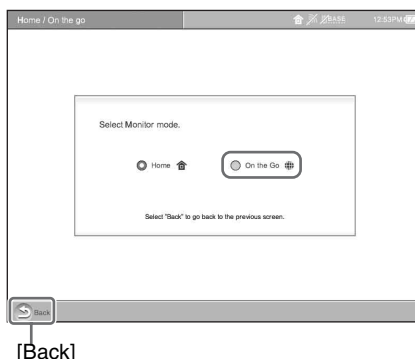 Home / On the go
BASE 12:53PM
Select Monitor mode.
Home On the Go
Select "Back" to go back to the previous screen.
Back
[Back]